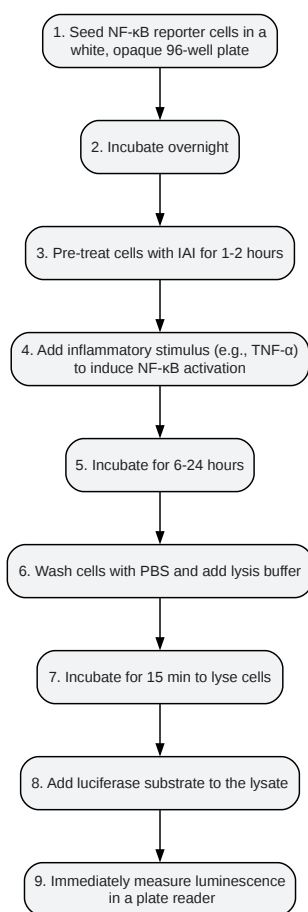 1. Seed NF-κB reporter cells in a
white, opaque 96-well plate
2. Incubate overnight
3. Pre-treat cells with IAI for 1-2 hours
4. Add inflammatory stimulus (e.g., TNF-α)
to induce NF-κB activation
5. Incubate for 6-24 hours
6. Wash cells with PBS and add lysis buffer
7. Incubate for 15 min to lyse cells
8. Add luciferase substrate to the lysate
9. Immediately measure luminescence
in a plate reader